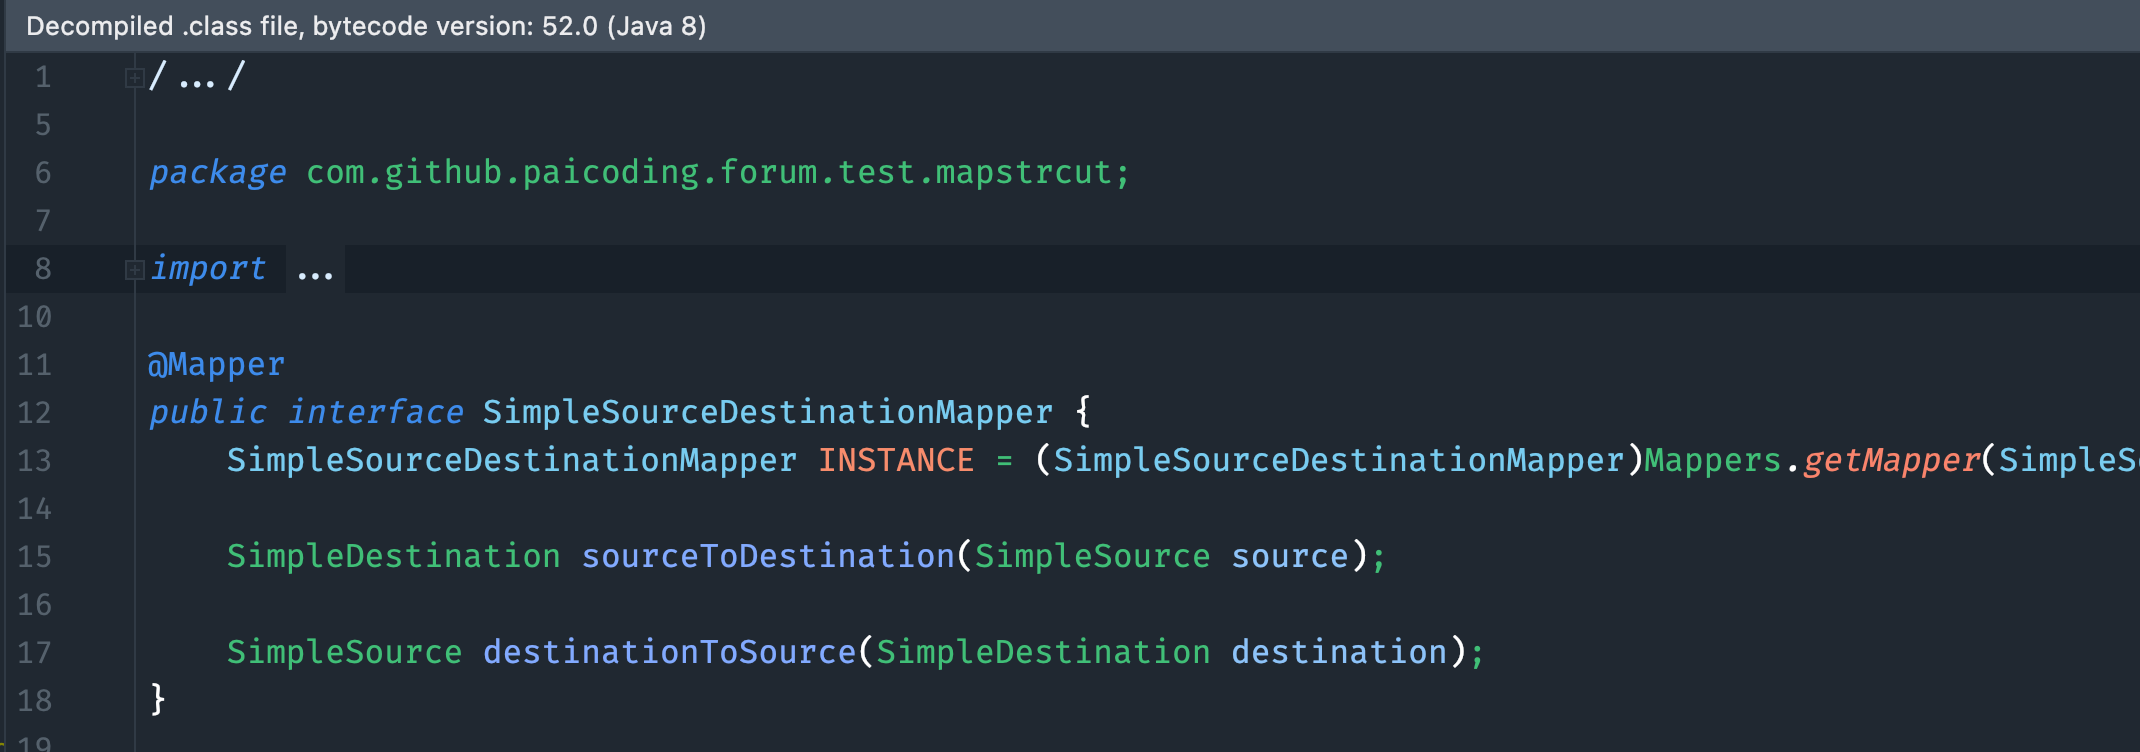 Decompiled .class file, bytecode version: 52.0 (Java 8)
1 /.../
5
6 package com.github.paicoding.forum.test.mapstrcut;
7
8 import ...
10
11 @Mapper
12 public interface SimpleSourceDestinationMapper {
13 SimpleSourceDestinationMapper INSTANCE = (SimpleSourceDestinationMapper)Mappers.getMapper(SimpleS
14
15 SimpleDestination sourceToDestination(SimpleSource source);
16
17 SimpleSource destinationToSource(SimpleDestination destination);
18 }
19